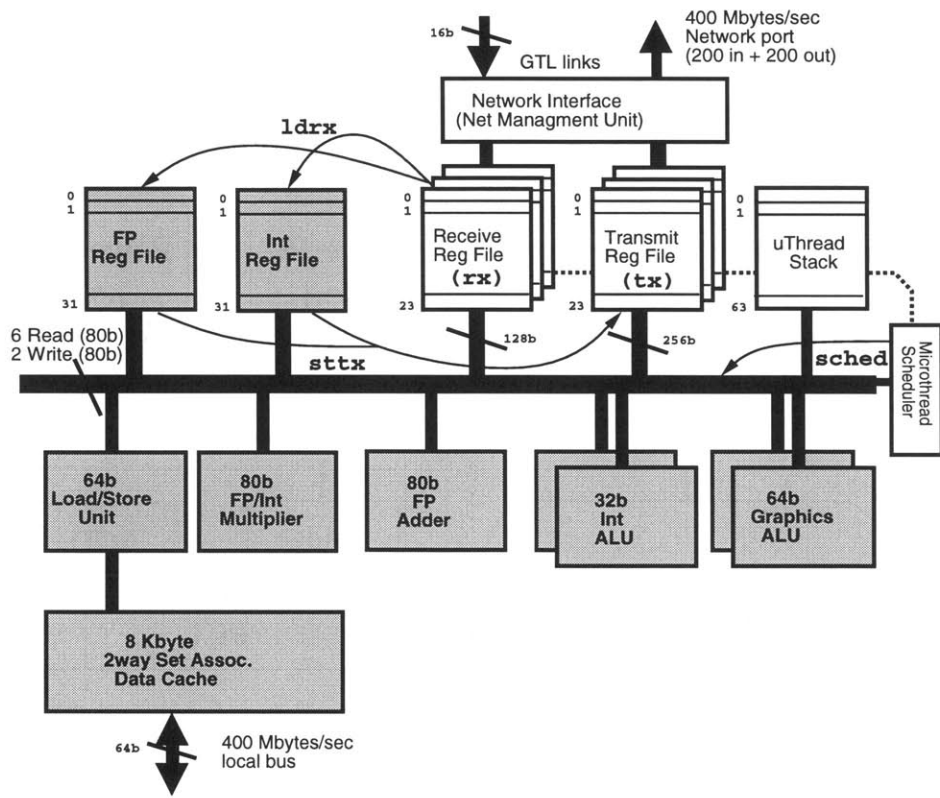 16b
400 Mbytes/sec
Network port
(200 in + 200 out)
GTL links
Network Interface
(Net Managment Unit)
ldrx
0
1
FP
Reg File
31
0
1
Int
Reg File
31
0
1
Receive
Reg File
(rx)
23
0
1
Transmit
Reg File
(tx)
23
0
1
uThread
Stack
63
6 Read (80b)
2 Write (80b)
sttx
128b
256b
sched
Microthread
Scheduler
64b
Load/Store
Unit
80b
FP/Int
Multiplier
80b
FP
Adder
32b
Int
ALU
64b
Graphics
ALU
8 Kbyte
2way Set Assoc.
Data Cache
64b
400 Mbytes/sec
local bus